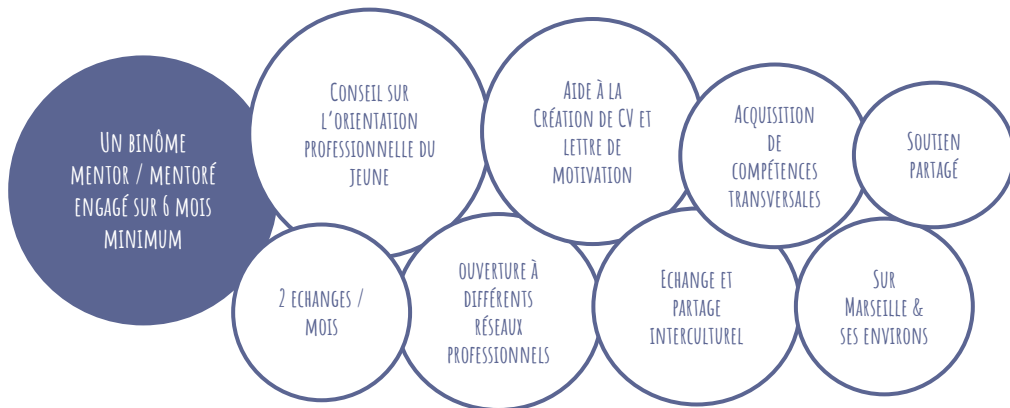 Un binôme
mentor / mentoré
engagé sur 6 mois
minimum
Conseil sur
l'orientation
professionnelle du
jeune
Aide à la
Création de CV et
lettre de
motivation
Acquisition
de
compétences
transversales
Soutien
partagé
2 echanges /
mois
ouverture à
différents
réseaux
professionnels
Echange et
partage
interculturel
Sur
Marseille &
ses environs